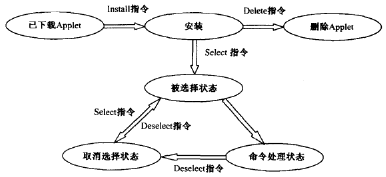 Install指令
Delete指令
已下载Applet
安装
删除Applet
Select 指令
被选择状态
Select指令
Deselect指令
取消选择状态
命令处理状态
Deselect指令